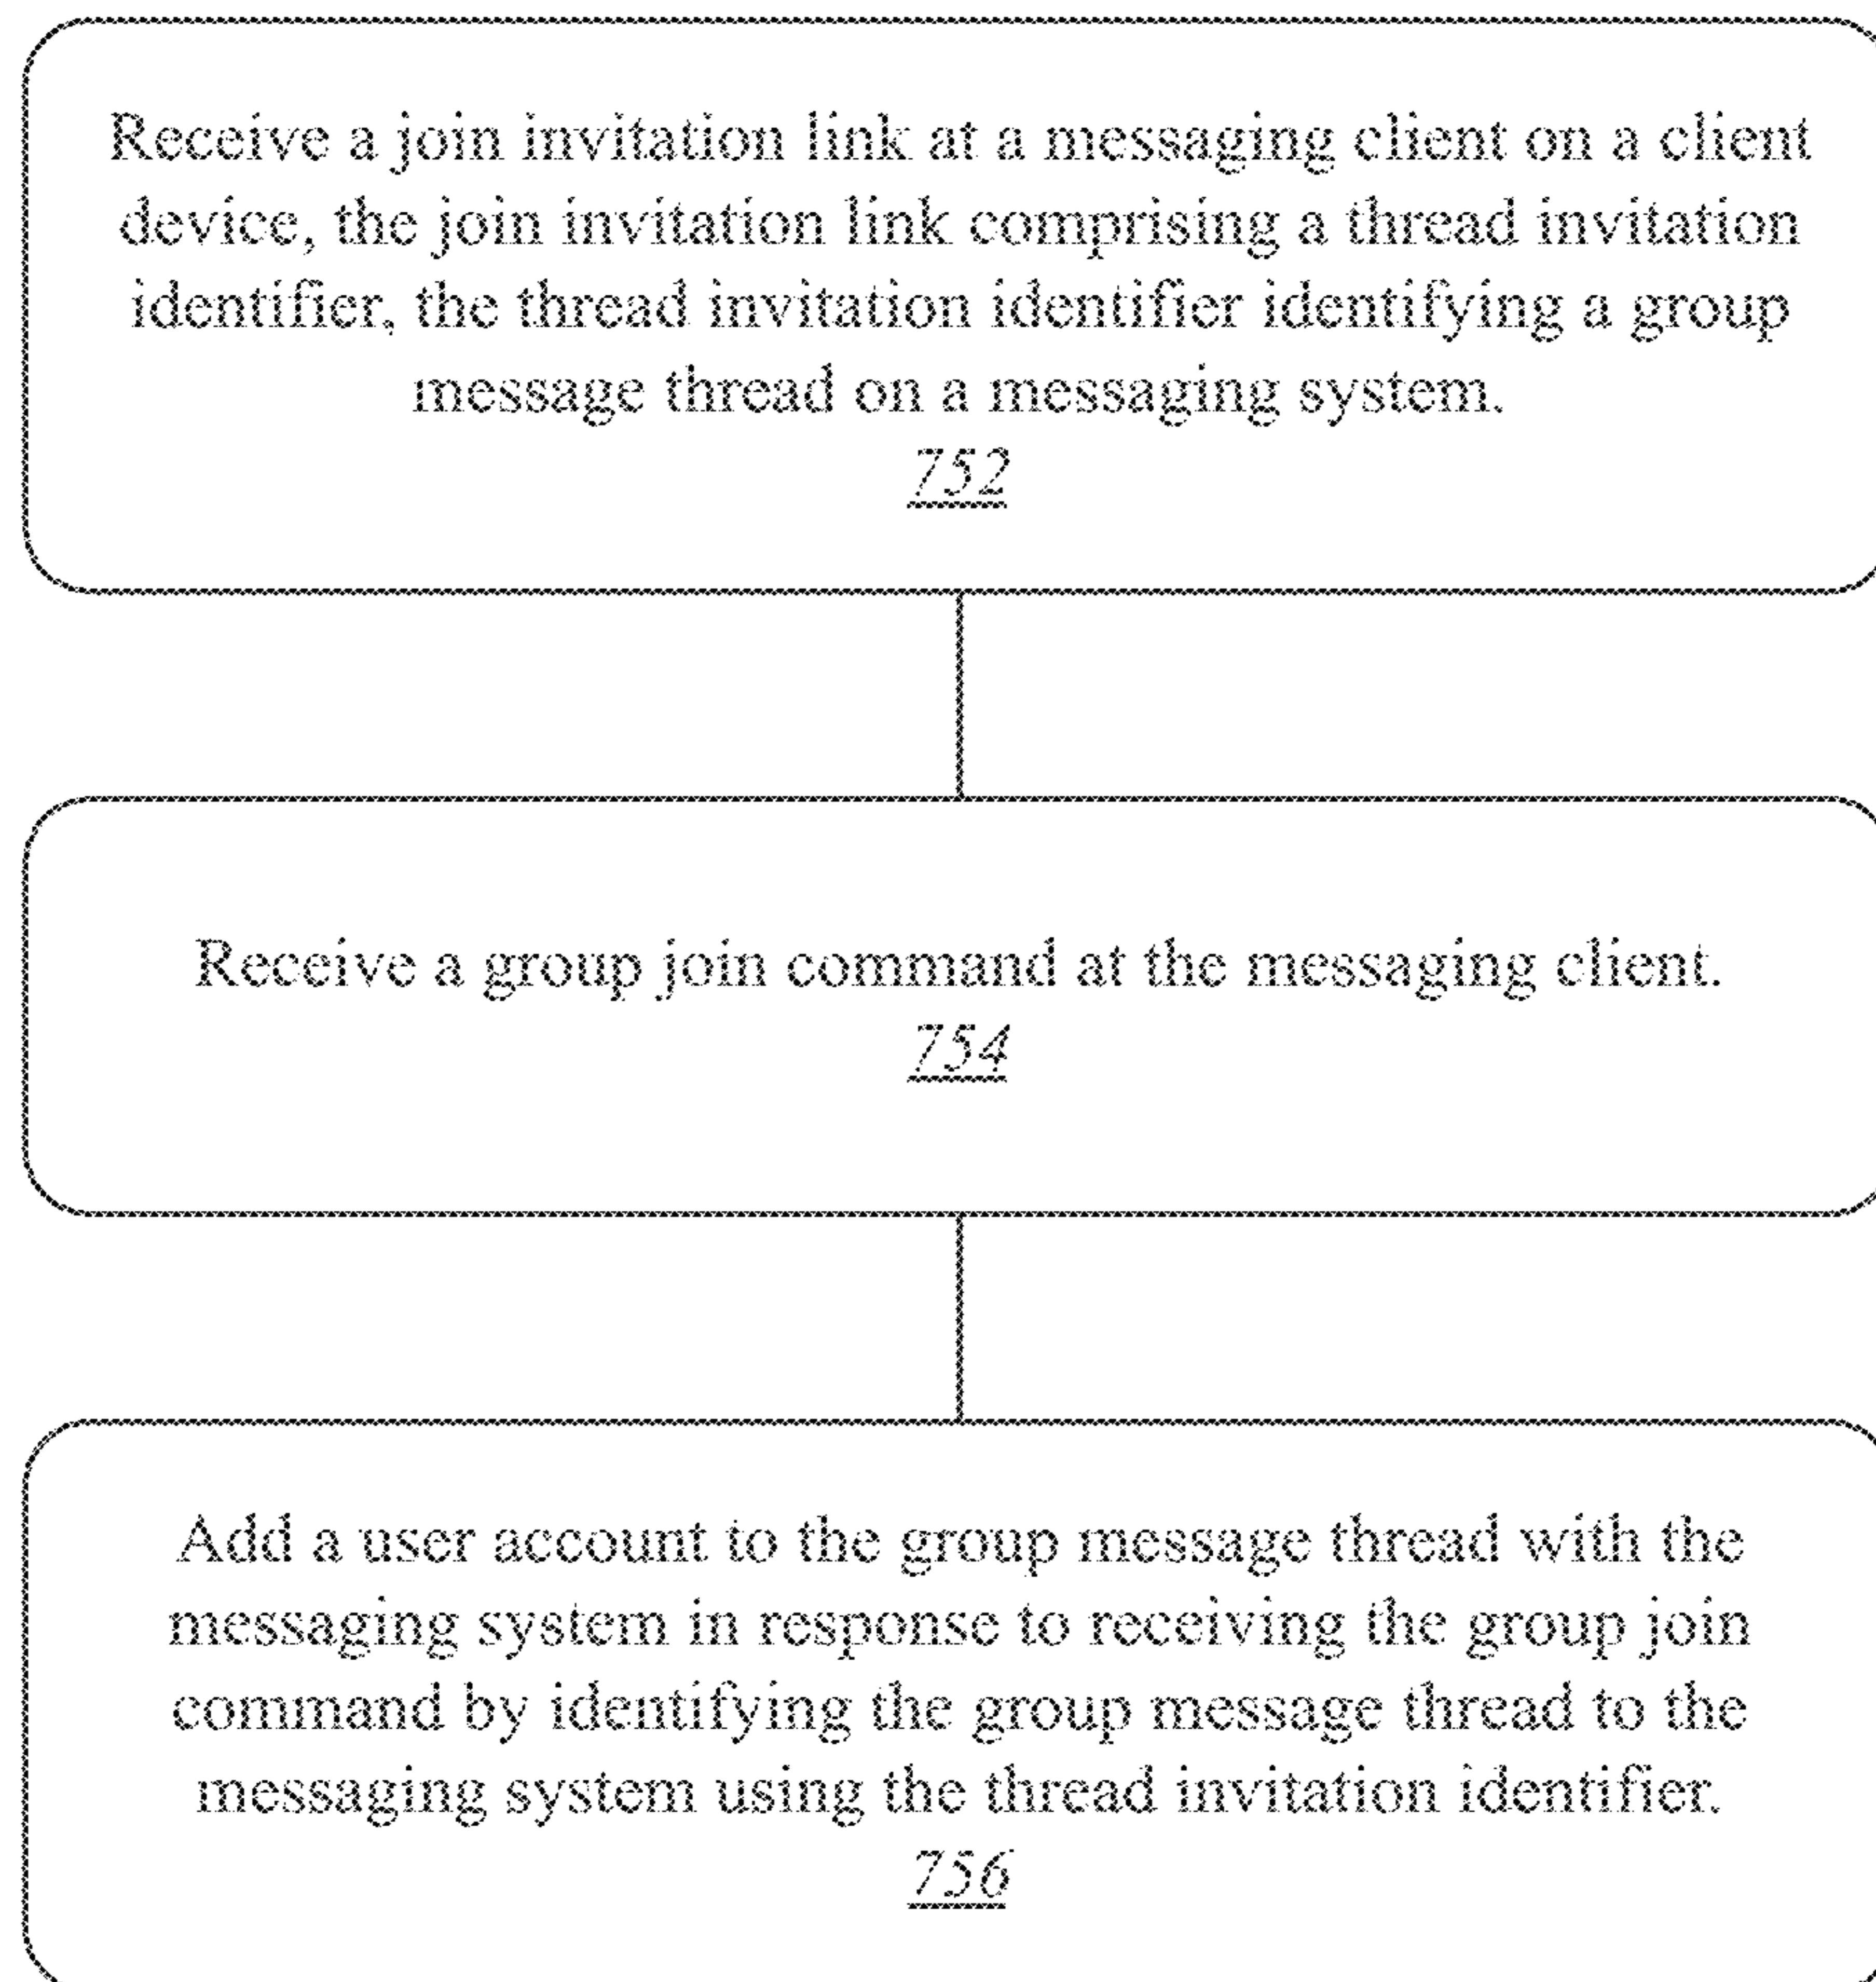 Receive a join invitation link at a messaging client on a client
device, the join invitation link comprising a thread invitation
identifier, the thread invitation identifier identifying a group
message thread on a messaging system.
752
Receive a group join command at the messaging client.
754
Add a user account to the group message thread with the
messaging system in response to receiving the group join
command by identifying the group message thread to the
messaging system using the thread invitation identifier.
756